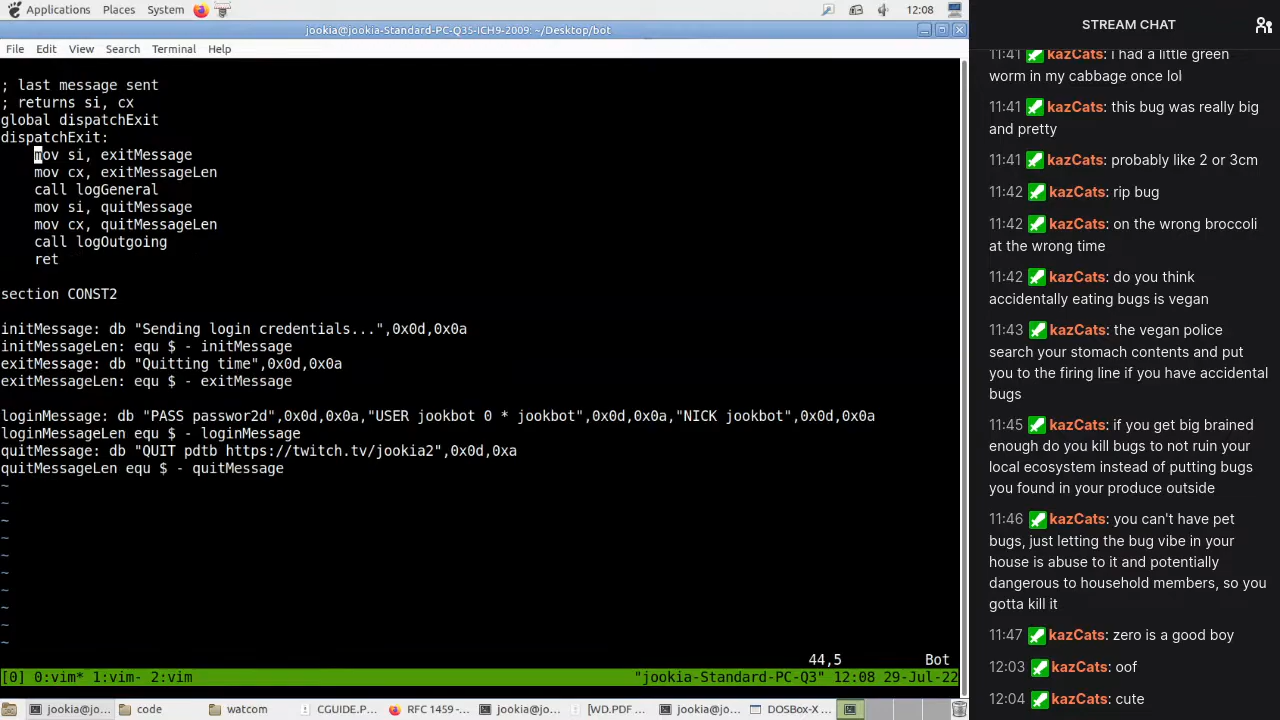 Applications Places System 12:08
jookia@jookia-Standard-PC-Q35-ICH9-2009: ~/Desktop/bot
File Edit View Search Terminal Help
; last message sent
; returns si, cx
global dispatchExit
dispatchExit:
    mov si, exitMessage
    mov cx, exitMessageLen
    call logGeneral
    mov si, quitMessage
    mov cx, quitMessageLen
    call logOutgoing
    ret
section CONST2
initMessage: db "Sending login credentials...",0x0d,0x0a
initMessageLen: equ $ - initMessage
exitMessage: db "Quitting time",0x0d,0x0a
exitMessageLen: equ $ - exitMessage
loginMessage: db "PASS passwor2d",0x0d,0x0a,"USER jookbot 0 * jookbot",0x0d,0x0a,"NICK jookbot",0x0d,0x0a
loginMessageLen equ $ - loginMessage
quitMessage: db "QUIT pdtb https://twitch.tv/jookia2",0x0d,0xa
quitMessageLen equ $ - quitMessage
~
~
~
~
~
~
~
~
~
~
44,5 Bot
[0] 0:vim* 1:vim- 2:vim "jookia-Standard-PC-Q3" 12:08 29-Jul-22
jookia@jo... code watcom CGUIDE.P... RFC 1459 -... jookia@jo... [WD.PDF ... jookia@jo... DOSBox-X ...
STREAM CHAT
11:41 kazCats: i had a little green
worm in my cabbage once lol
11:41 kazCats: this bug was really big
and pretty
11:41 kazCats: probably like 2 or 3cm
11:42 kazCats: rip bug
11:42 kazCats: on the wrong broccoli
at the wrong time
11:42 kazCats: do you think
accidentally eating bugs is vegan
11:43 kazCats: the vegan police
search your stomach contents and put
you to the firing line if you have accidental
bugs
11:45 kazCats: if you get big brained
enough do you kill bugs to not ruin your
local ecosystem instead of putting bugs
you found in your produce outside
11:46 kazCats: you can't have pet
bugs, just letting the bug vibe in your
house is abuse to it and potentially
dangerous to household members, so you
gotta kill it
11:47 kazCats: zero is a good boy
12:03 kazCats: oof
12:04 kazCats: cute